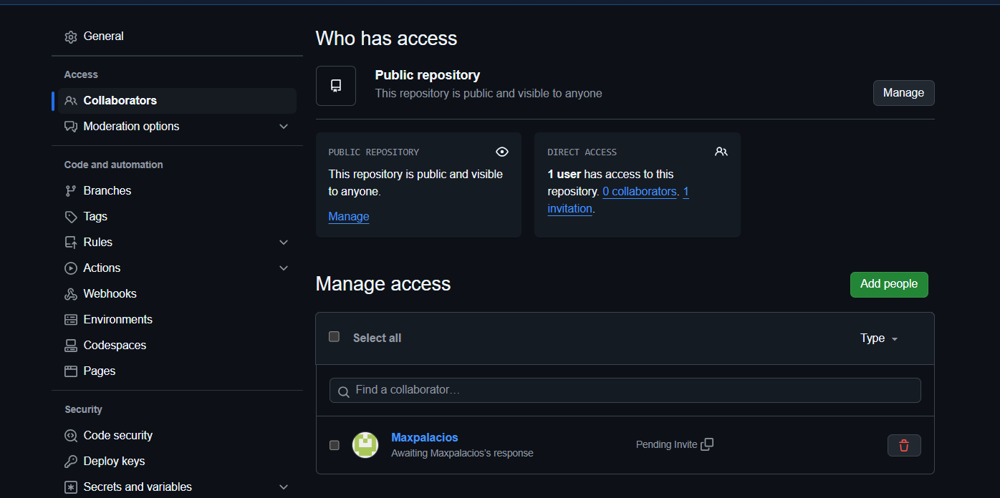 General
Access
Collaborators
Moderation options
Code and automation
Branches
Tags
Rules
Actions
Webhooks
Environments
Codespaces
Pages
Security
Code security
Deploy keys
Secrets and variables
Who has access
Public repository
This repository is public and visible to anyone
Manage
PUBLIC REPOSITORY
This repository is public and visible
to anyone.
Manage
DIRECT ACCESS
1 user has access to this
repository. 0 collaborators. 1
invitation.
Manage access
Add people
Select all
Type
Find a collaborator…
Maxpalacios
Awaiting Maxpalacios's response
Pending Invite